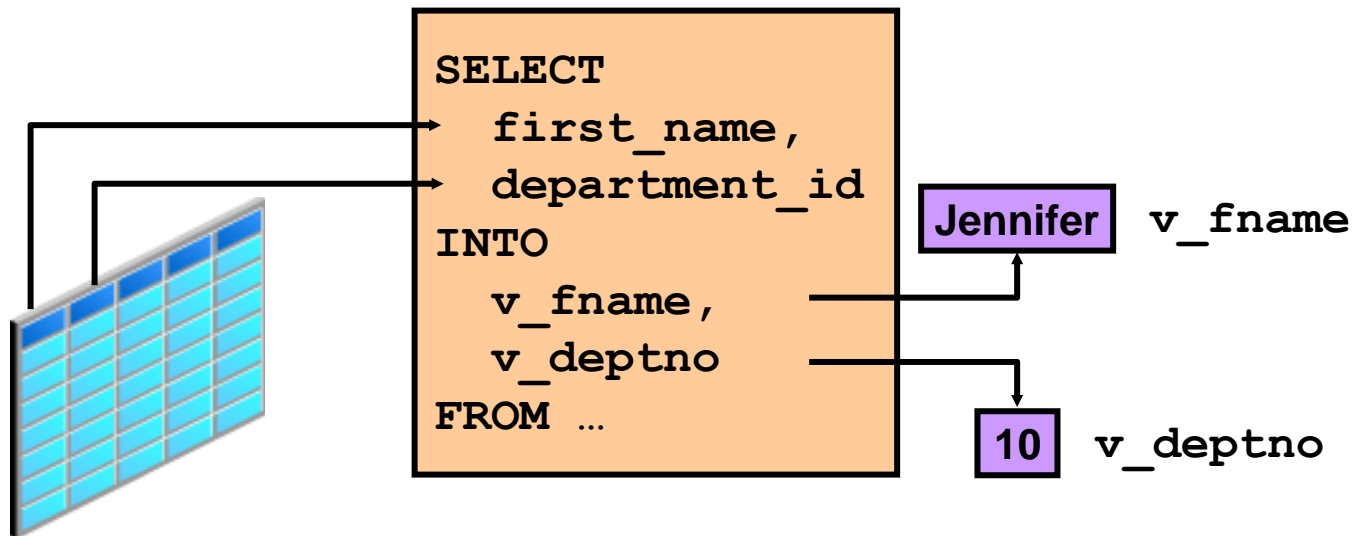 SELECT
first_name,
department_id
INTO
v_fname,
v_deptno
FROM …
Jennifer v_fname
10 v_deptno